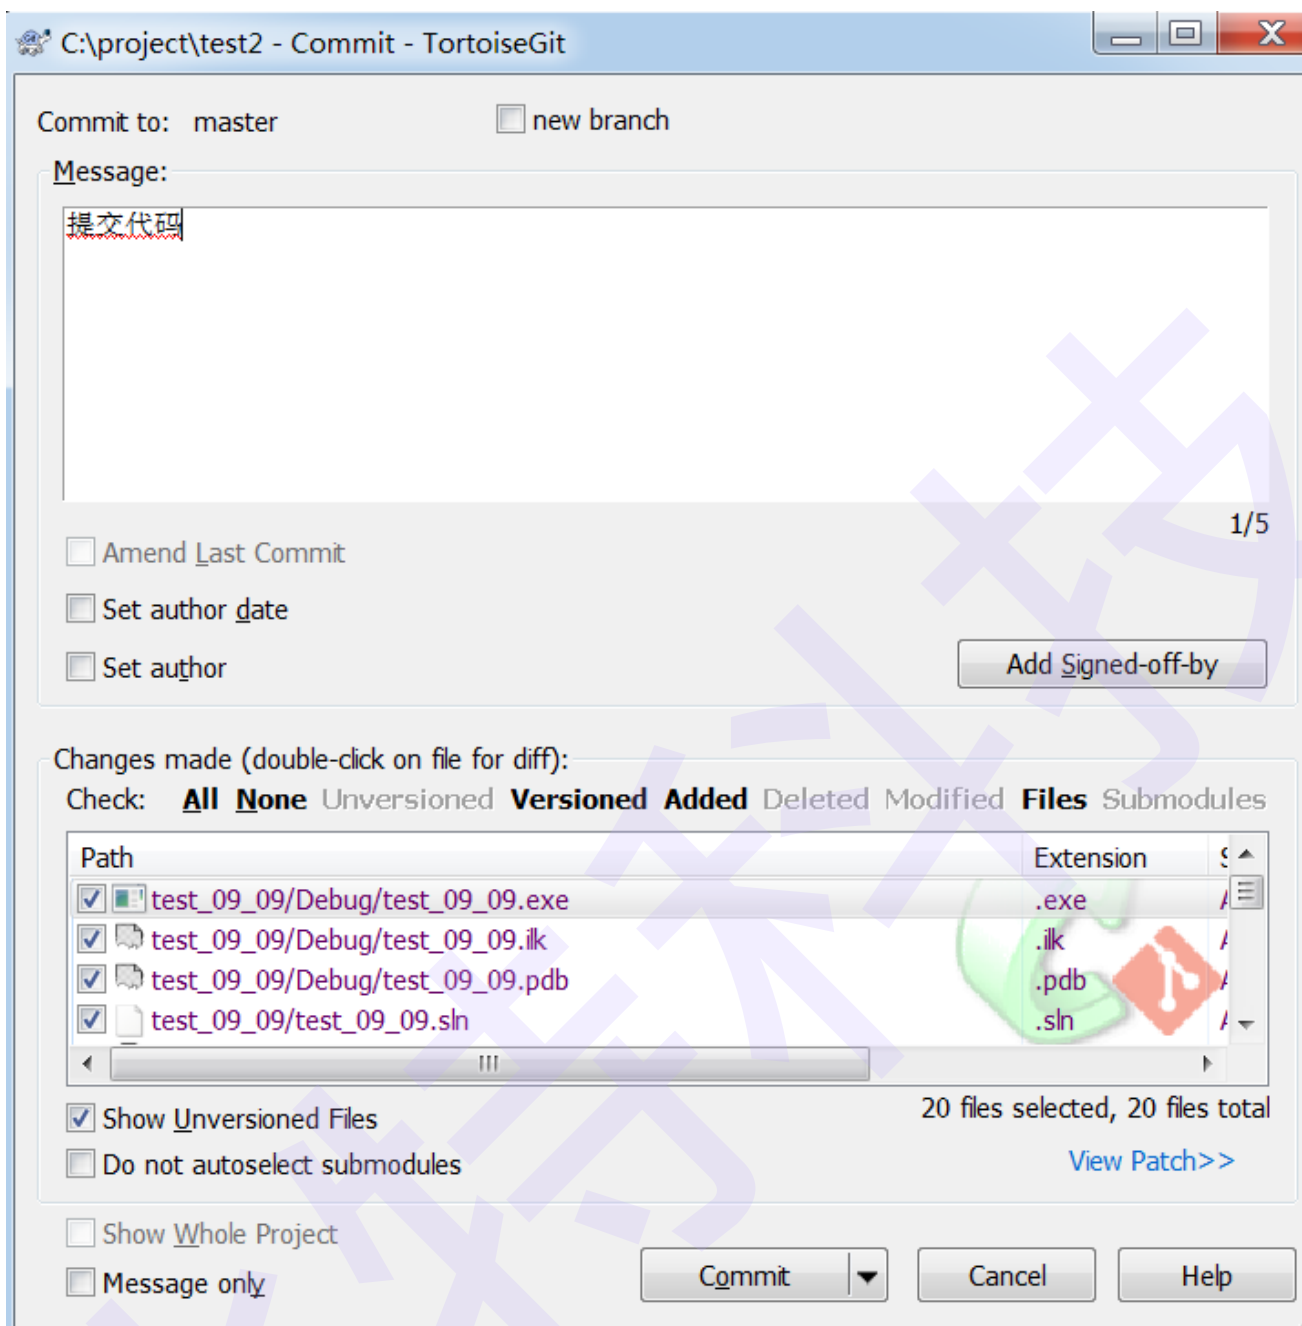 C:\project\test2 - Commit - TortoiseGit
Commit to: master new branch
Message:
提交代码
1/5
Amend Last Commit
Set author date
Set author
Add Signed-off-by
Changes made (double-click on file for diff):
Check: All None Unversioned Versioned Added Deleted Modified Files Submodules
Path Extension
test_09_09/Debug/test_09_09.exe .exe
test_09_09/Debug/test_09_09.ilk .ilk
test_09_09/Debug/test_09_09.pdb .pdb
test_09_09/test_09_09.sln .sln
Show Unversioned Files 20 files selected, 20 files total
Do not autoselect submodules View Patch>>
Show Whole Project
Message only
Commit Cancel Help